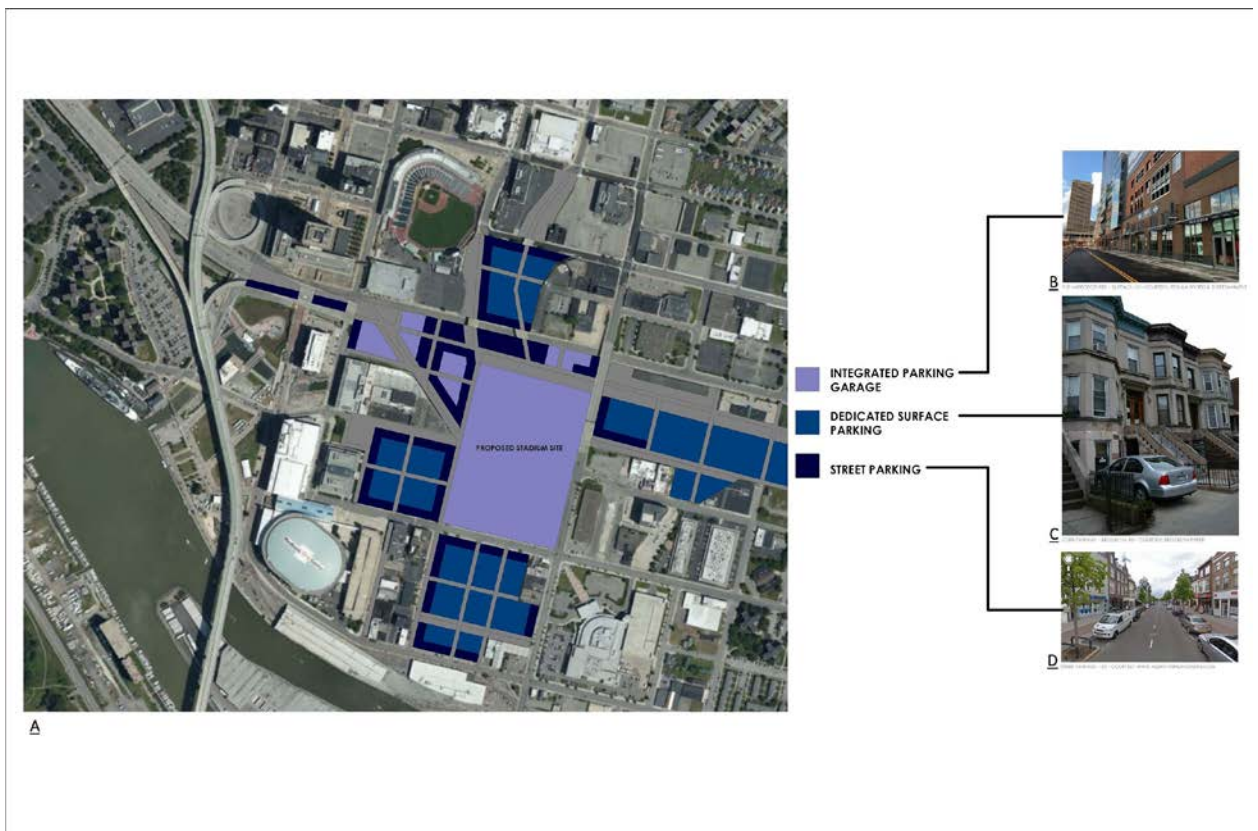 PROPOSED STADIUM SITE
INTEGRATED PARKING
GARAGE
DEDICATED SURFACE
PARKING
STREET PARKING
B
C
D
A